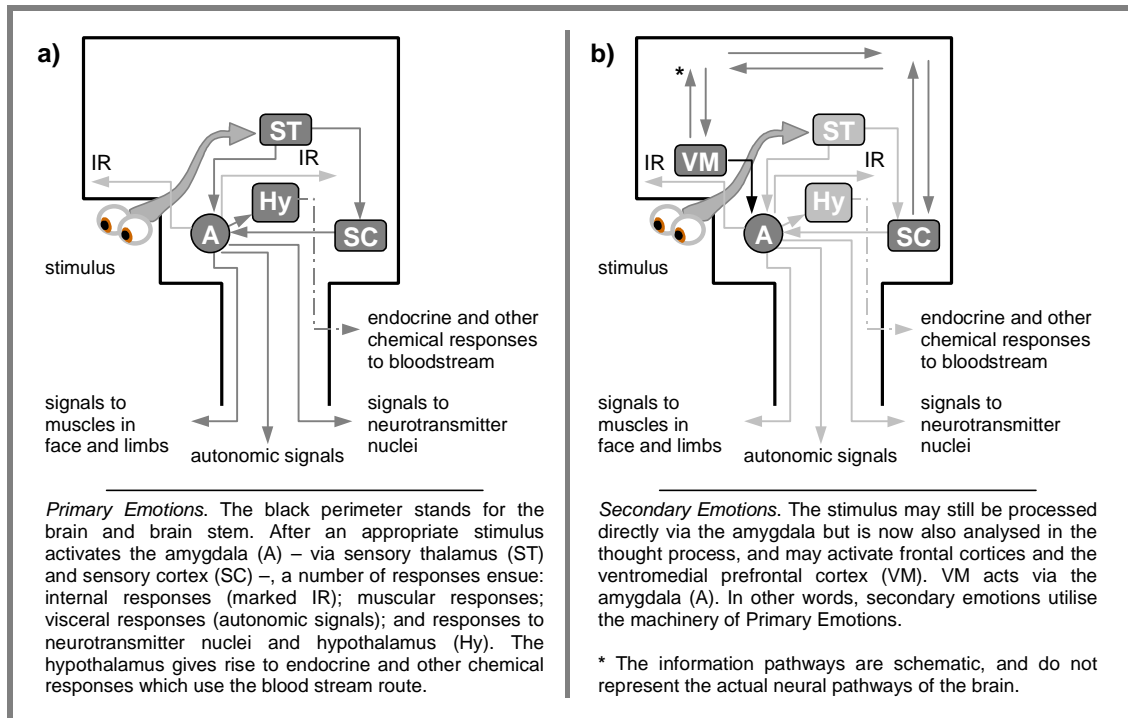 a)
ST
IR
IR
Hy
A
SC
stimulus
endocrine and other
chemical responses
to bloodstream
signals to
muscles in
face and limbs
signals to
neurotransmitter
nuclei
autonomic signals
Primary Emotions. The black perimeter stands for the
brain and brain stem. After an appropriate stimulus
activates the amygdala (A) – via sensory thalamus (ST)
and sensory cortex (SC) –, a number of responses ensue:
internal responses (marked IR); muscular responses;
visceral responses (autonomic signals); and responses to
neurotransmitter nuclei and hypothalamus (Hy). The
hypothalamus gives rise to endocrine and other chemical
responses which use the blood stream route.
b)
*
ST
IR
VM
IR
Hy
A
SC
stimulus
endocrine and other
chemical responses
to bloodstream
signals to
muscles in
face and limbs
signals to
neurotransmitter
nuclei
autonomic signals
Secondary Emotions. The stimulus may still be processed
directly via the amygdala but is now also analysed in the
thought process, and may activate frontal cortices and the
ventromedial prefrontal cortex (VM). VM acts via the
amygdala (A). In other words, secondary emotions utilise
the machinery of Primary Emotions.
* The information pathways are schematic, and do not
represent the actual neural pathways of the brain.